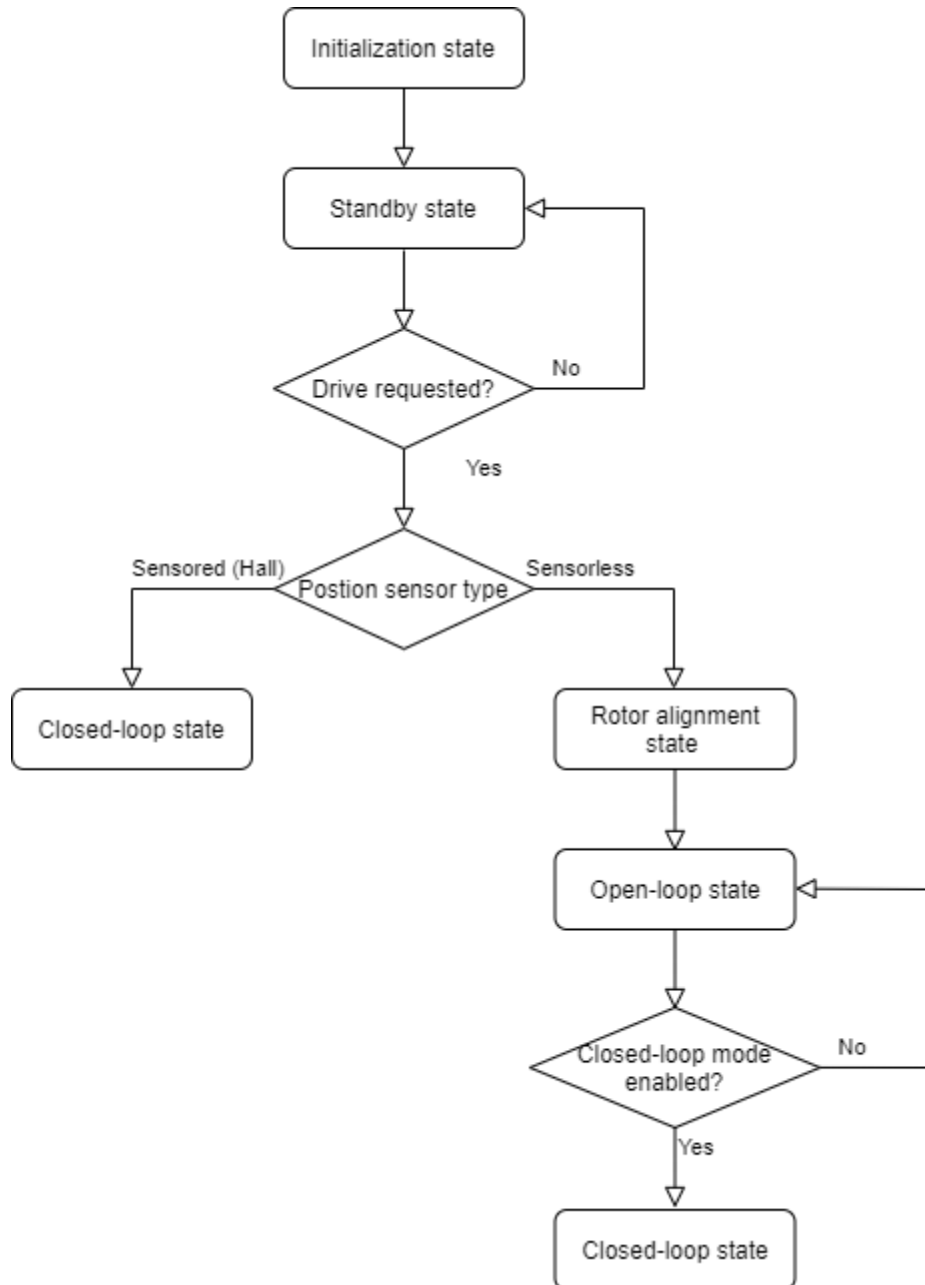 Initialization state
Standby state
Drive requested?
No
Yes
Sensored (Hall)
Postion sensor type
Sensorless
Closed-loop state
Rotor alignment
state
Open-loop state
Closed-loop mode
enabled?
No
Yes
Closed-loop state